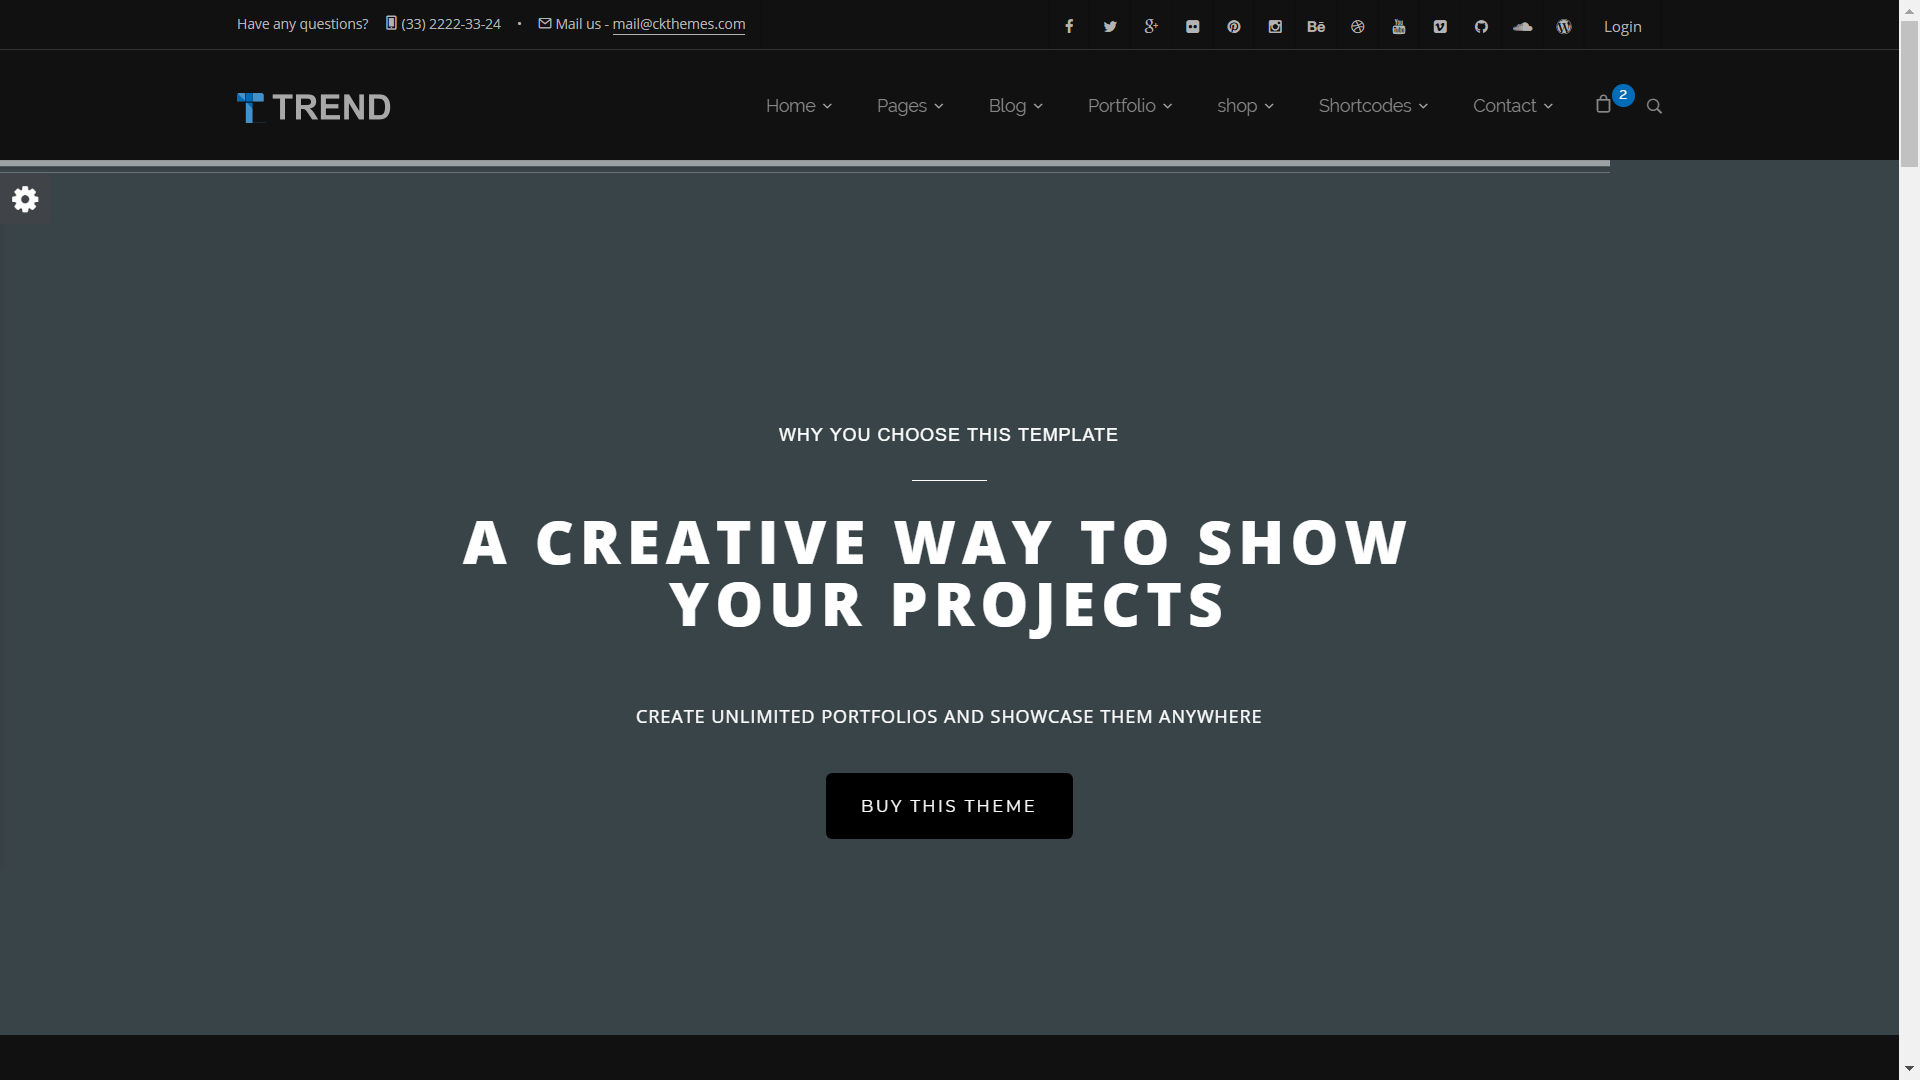 Have any questions? (33) 2222-33-24 • Mail us - mail@ckthemes.com Login
TREND
Home Pages Blog Portfolio shop Shortcodes Contact 2
WHY YOU CHOOSE THIS TEMPLATE
A CREATIVE WAY TO SHOW
YOUR PROJECTS
CREATE UNLIMITED PORTFOLIOS AND SHOWCASE THEM ANYWHERE
BUY THIS THEME